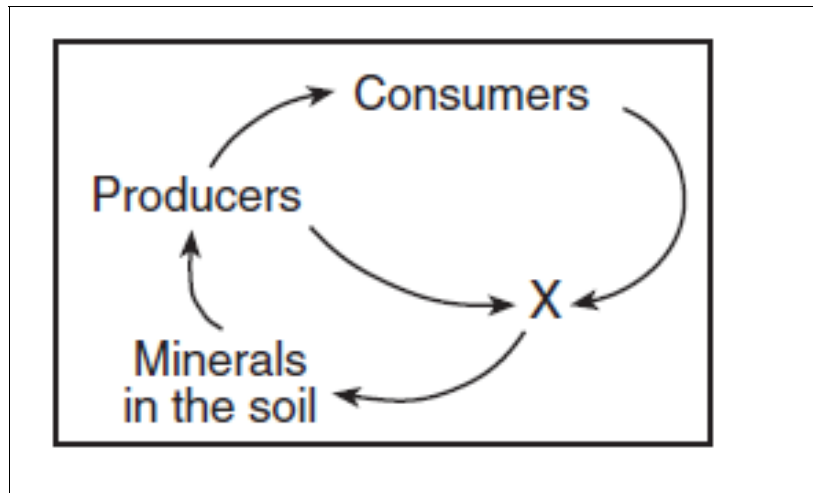 Consumers
Producers
X
Minerals
in the soil